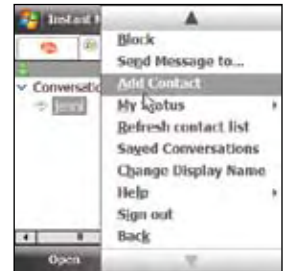 Instant M
Block
Send Message to...
Add Contact
Conversatio
My Status
jenni
Refresh contact list
Saved Conversations
Change Display Name
Help
Sign out
Back
Open